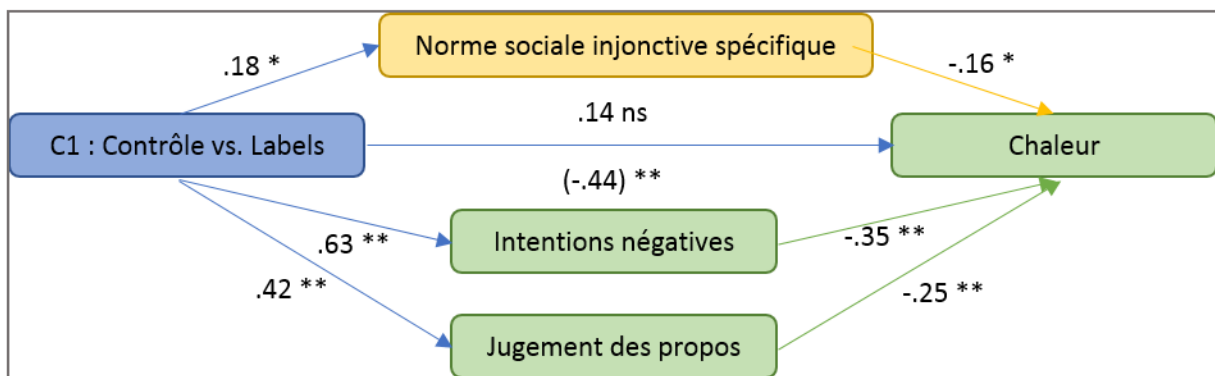 Norme sociale injonctive spécifique
.18 *
-.16 *
.14 ns
C1 : Contrôle vs. Labels
Chaleur
(-.44) **
.63 **
Intentions négatives
-.35 **
.42 **
-.25 **
Jugement des propos